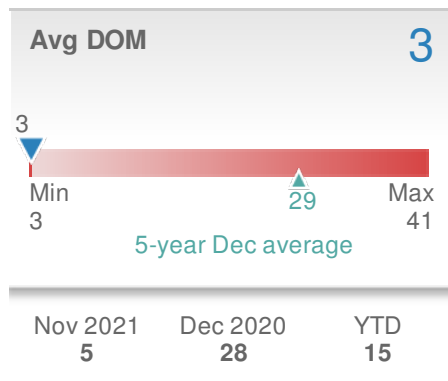 Avg DOM 3
3
Min Max
29
3 41
5-year Dec average
Nov 2021 Dec 2020 YTD
5 28 15